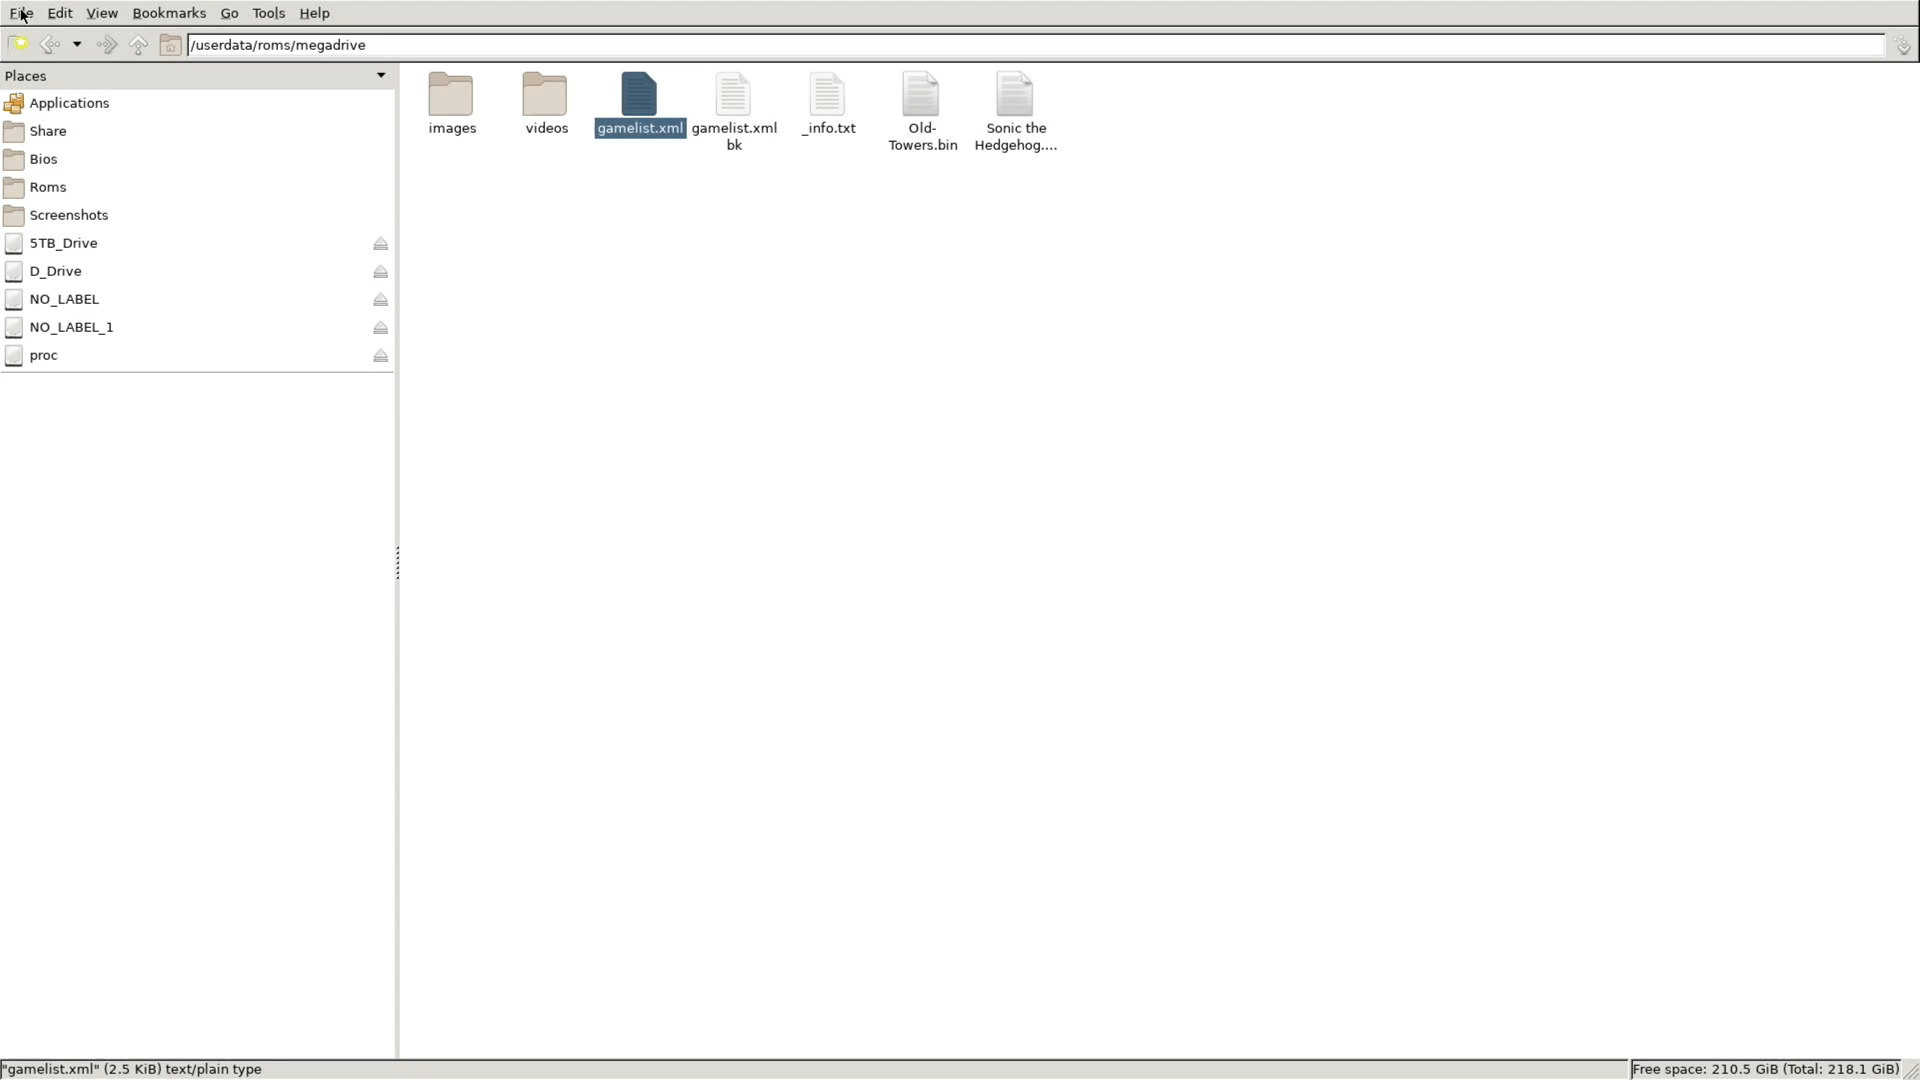 File Edit View Bookmarks Go Tools Help
/userdata/roms/megadrive
Places
Applications
Share
Bios
Roms
Screenshots
5TB_Drive
D_Drive
NO_LABEL
NO_LABEL_1
proc
images
videos
gamelist.xml
gamelist.xml
bk
_info.txt
Old-
Towers.bin
Sonic the
Hedgehog....
"gamelist.xml" (2.5 KiB) text/plain type
Free space: 210.5 GiB (Total: 218.1 GiB)